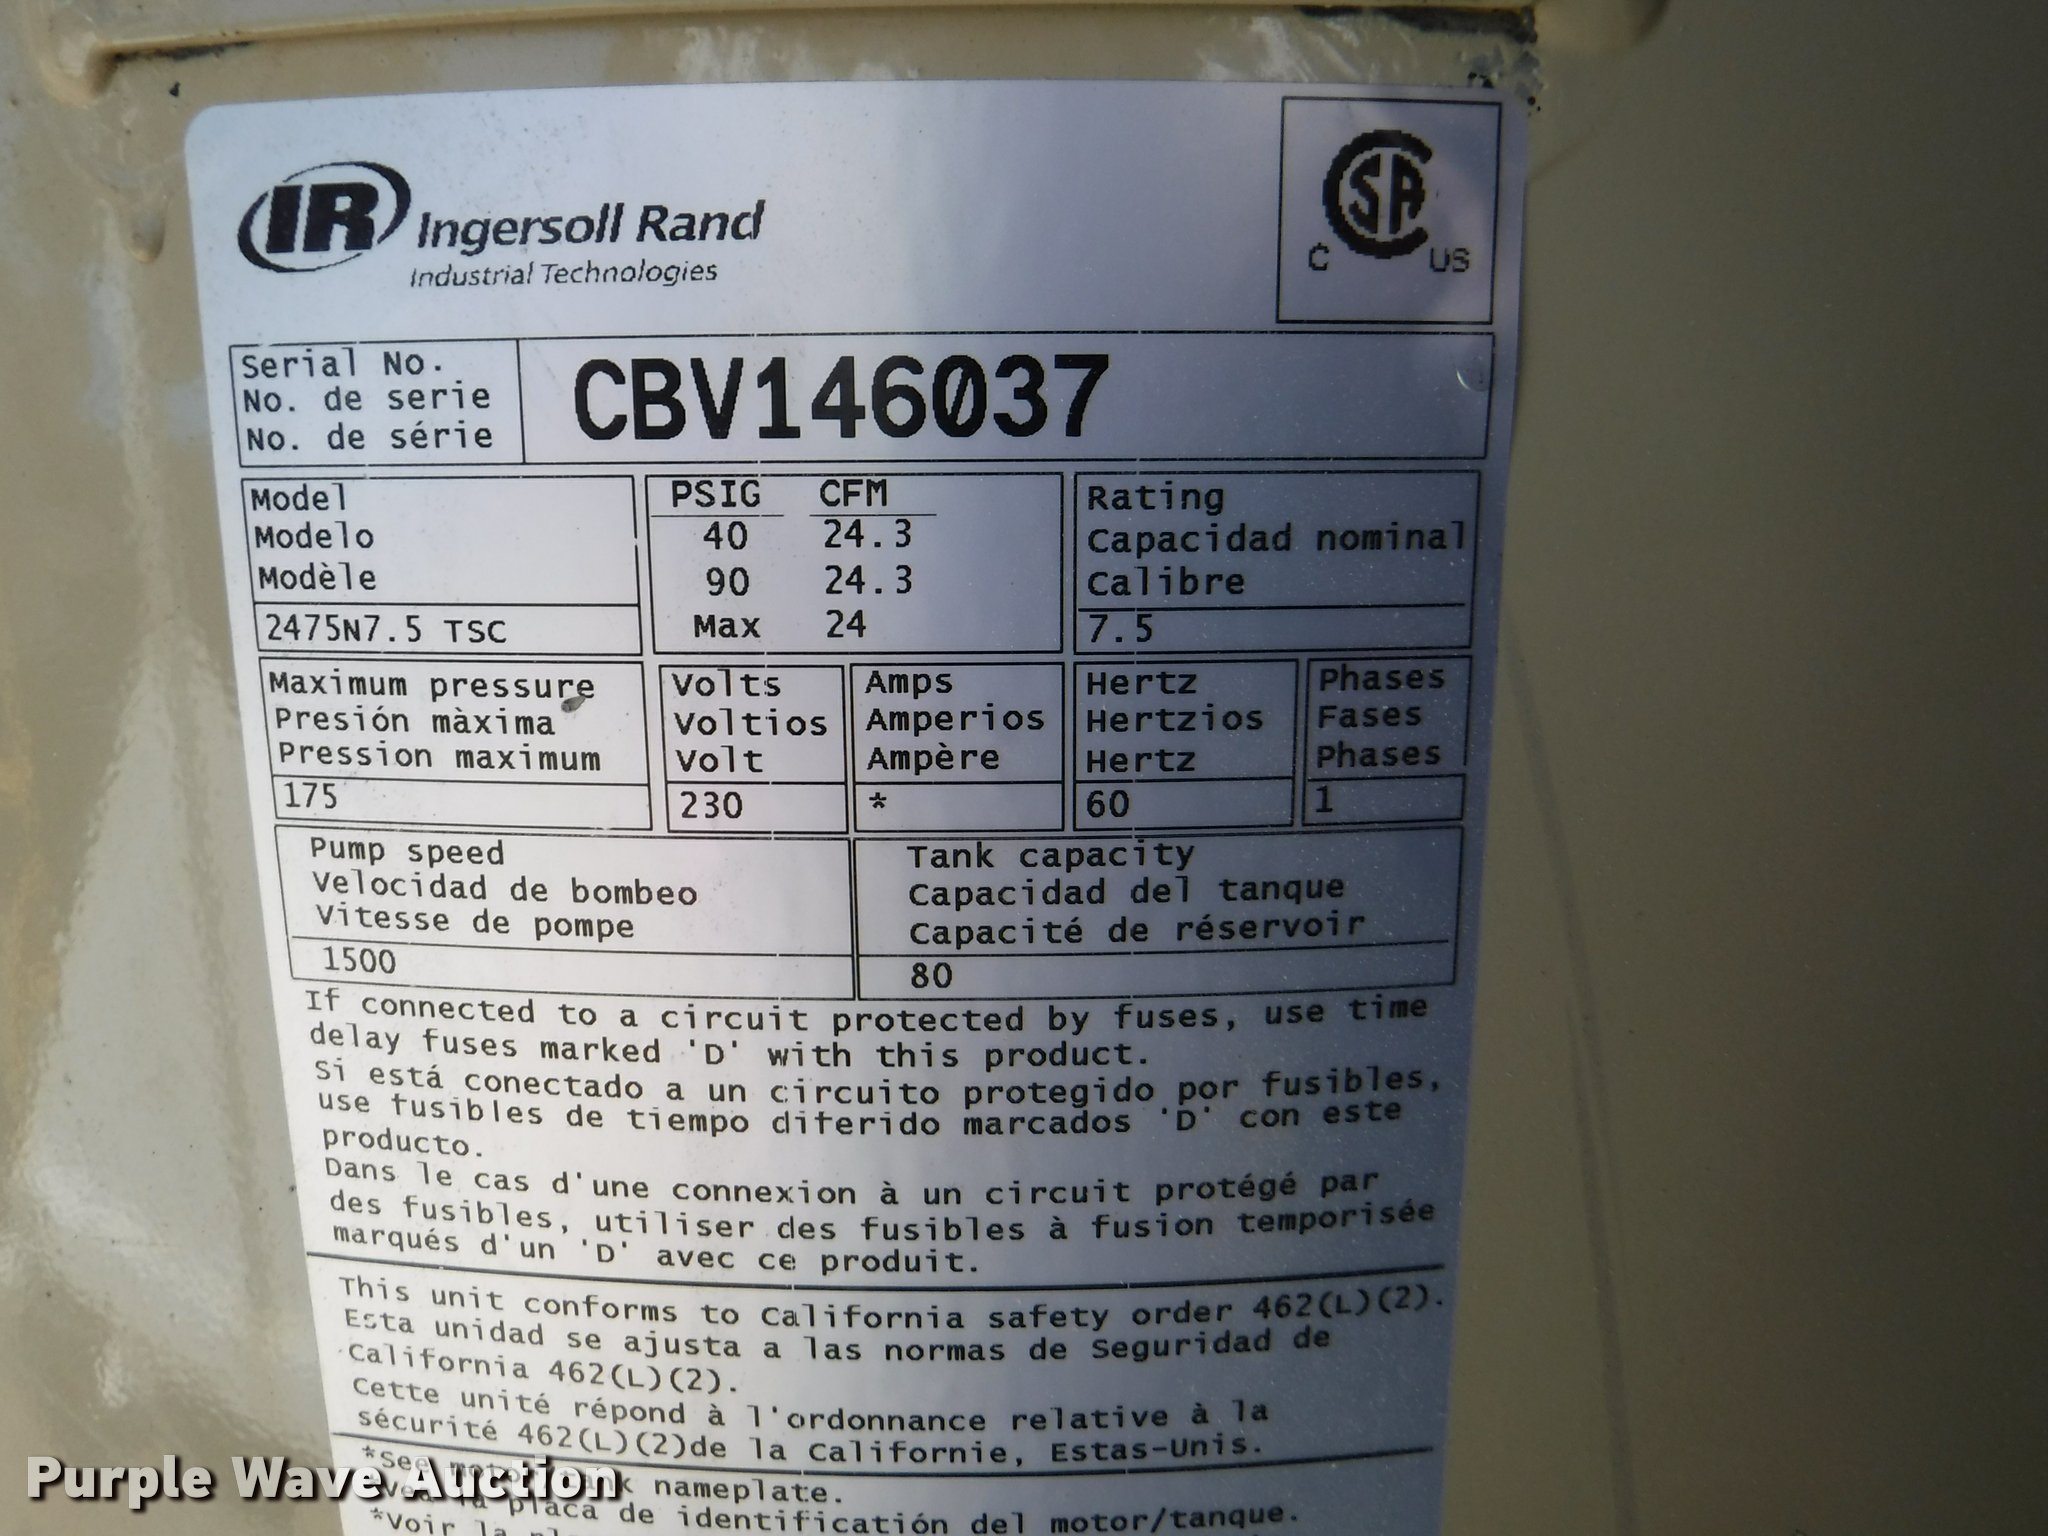 IR Ingersoll Rand
Industrial Technologies
SA
C US
Serial No.
No. de serie
No. de série
CBV146037
Model
Modelo
Modèle
2475N7.5 TSC
PSIG CFM
40 24.3
90 24.3
Max 24
Rating
Capacidad nominal
Calibre
7.5
Maximum pressure
Presión màxima
Pression maximum
175
Volts
Voltios
Volt
230
Amps
Amperios
Ampère
*
Hertz
Hertzios
Hertz
60
Phases
Fases
Phases
1
Pump speed
Velocidad de bombeo
Vitesse de pompe
1500
Tank capacity
Capacidad del tanque
Capacité de réservoir
80
If connected to a circuit protected by fuses, use time
delay fuses marked 'D' with this product.
Si está conectado a un circuito protegido por fusibles,
use fusibles de tiempo diferido marcados 'D' con este
producto.
Dans le cas d'une connexion à un circuit protégé par
des fusibles, utiliser des fusibles à fusion temporisée
marqués d'un 'D' avec ce produit.
This unit conforms to California safety order 462(L)(2).
Esta unidad se ajusta a las normas de Seguridad de
California 462(L)(2).
Cette unité répond à l'ordonnance relative à la
sécurité 462(L)(2)de la Californie, Estas-Unis.
*See motor/tank nameplate.
*Vea la placa de identificatión del motor/tanque.
*Voir la
Purple Wave Auction